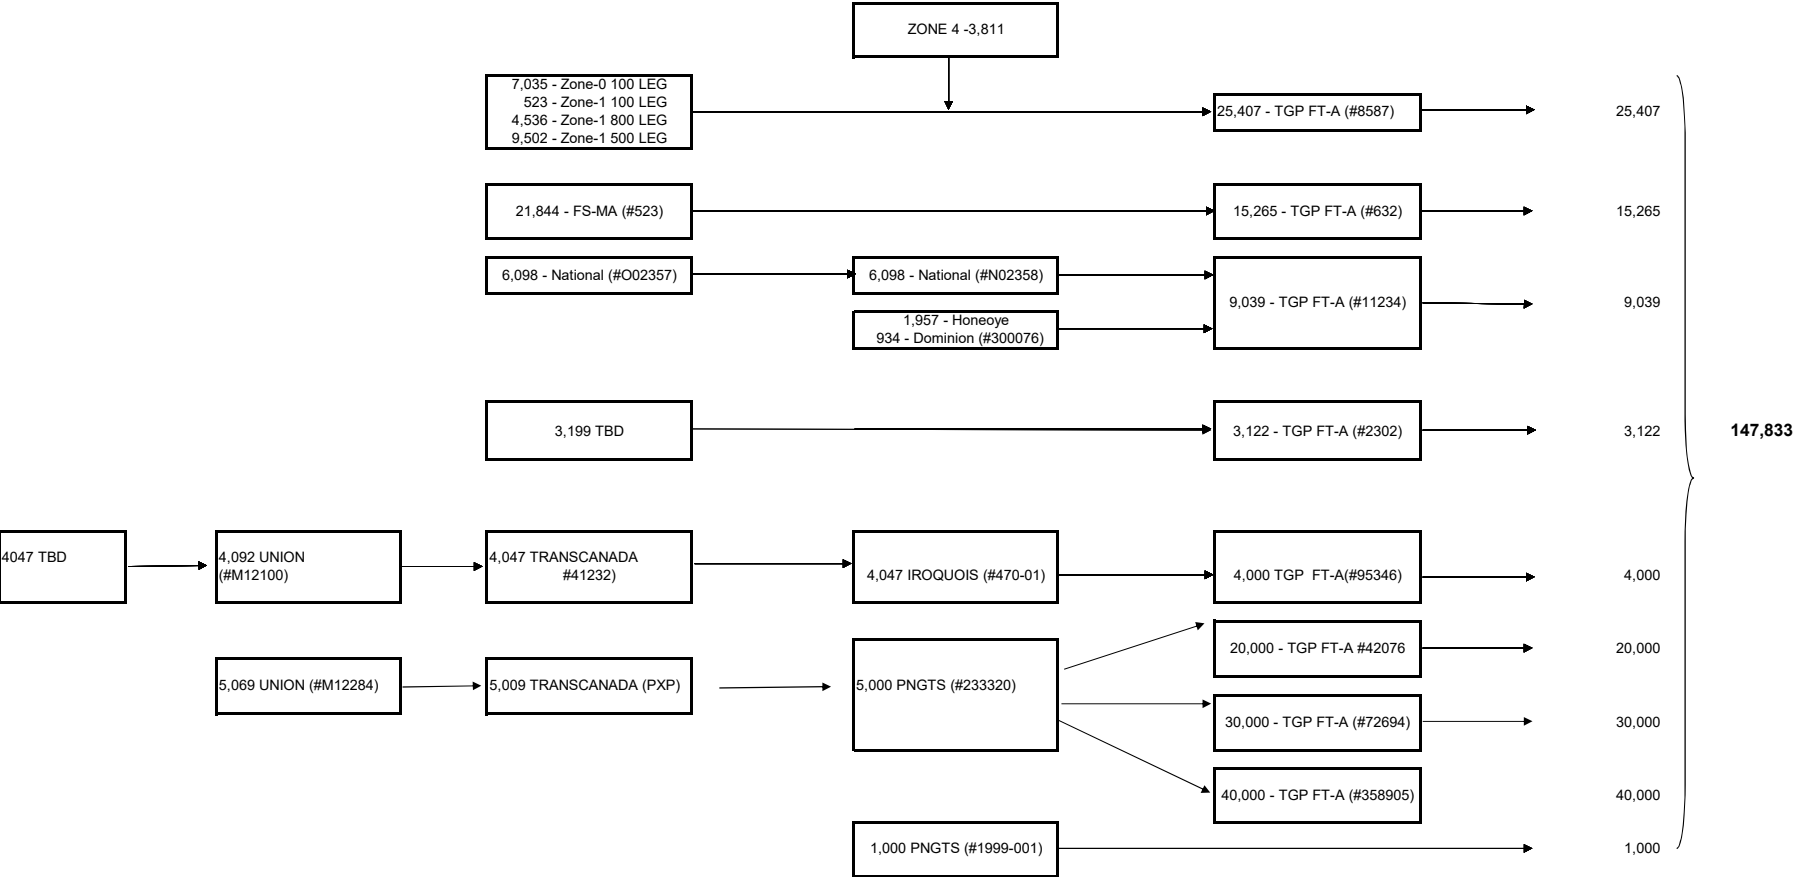 ZONE 4 -3,811
7,035 - Zone-0 100 LEG
523 - Zone-1 100 LEG
4,536 - Zone-1 800 LEG
9,502 - Zone-1 500 LEG
25,407 - TGP FT-A (#8587)
25,407
21,844 - FS-MA (#523)
15,265 - TGP FT-A (#632)
15,265
6,098 - National (#O02357)
6,098 - National (#N02358)
9,039 - TGP FT-A (#11234)
9,039
1,957 - Honeoye
934 - Dominion (#300076)
3,199 TBD
3,122 - TGP FT-A (#2302)
3,122
147,833
4047 TBD
4,092 UNION
(#M12100)
4,047 TRANSCANADA
#41232)
4,047 IROQUOIS (#470-01)
4,000 TGP  FT-A(#95346)
4,000
20,000 - TGP FT-A #42076
20,000
5,069 UNION (#M12284)
5,009 TRANSCANADA (PXP)
5,000 PNGTS (#233320)
30,000 - TGP FT-A (#72694)
30,000
40,000 - TGP FT-A (#358905)
40,000
1,000 PNGTS (#1999-001)
1,000